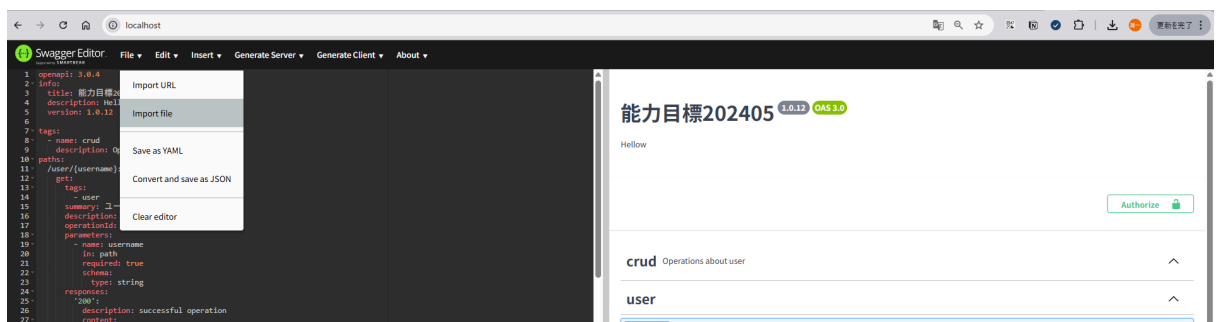 localhost
更新を完了
Swagger Editor.
Supported by SMARTBEAR
File Edit Insert Generate Server Generate Client About
Import URL
Import file
Save as YAML
Convert and save as JSON
Clear editor
1 openapi: 3.0.4
2 info:
3 title: 能力目標20
4 description: Hel
5 version: 1.0.12
6
7 tags:
8 - name: crud
9 description: Op
10 paths:
11 /user/{username}:
12 get:
13 tags:
14 - user
15 summary: ユー
16 description:
17 operationId:
18 parameters:
19 - name: username
20 in: path
21 required: true
22 schema:
23 type: string
24 responses:
25 '200':
26 description: successful operation
27 content:
能力目標202405 1.0.12 OAS 3.0
Hellow
Authorize
crud Operations about user
user